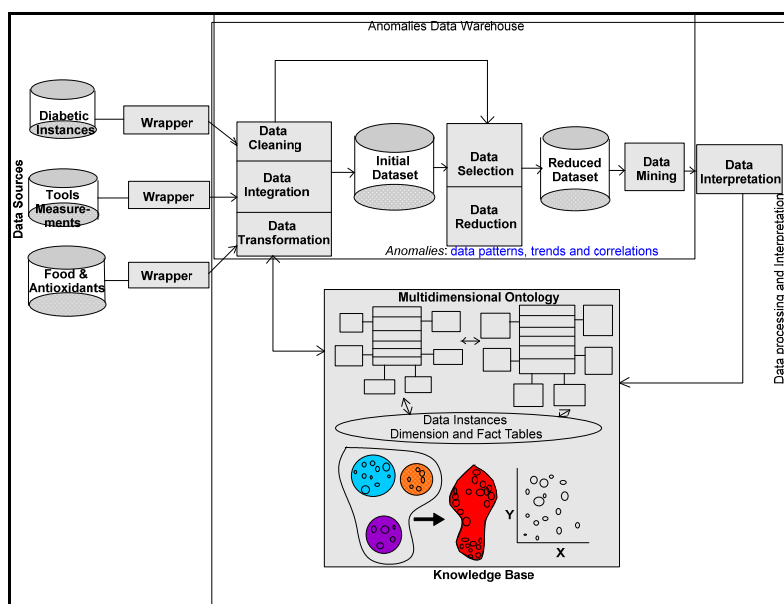 Anomalies Data Warehouse
Data Sources
Diabetic
Instances
Wrapper
Tools
Measure-
ments
Wrapper
Food &
Antioxidants
Wrapper
Data
Cleaning
Data
Integration
Data
Transformation
Initial
Dataset
Data
Selection
Data
Reduction
Reduced
Dataset
Data
Mining
Data
Interpretation
Anomalies: data patterns, trends and correlations
Data processing and Interpretation
Multidimensional Ontology
Data Instances
Dimension and Fact Tables
Y
X
Knowledge Base